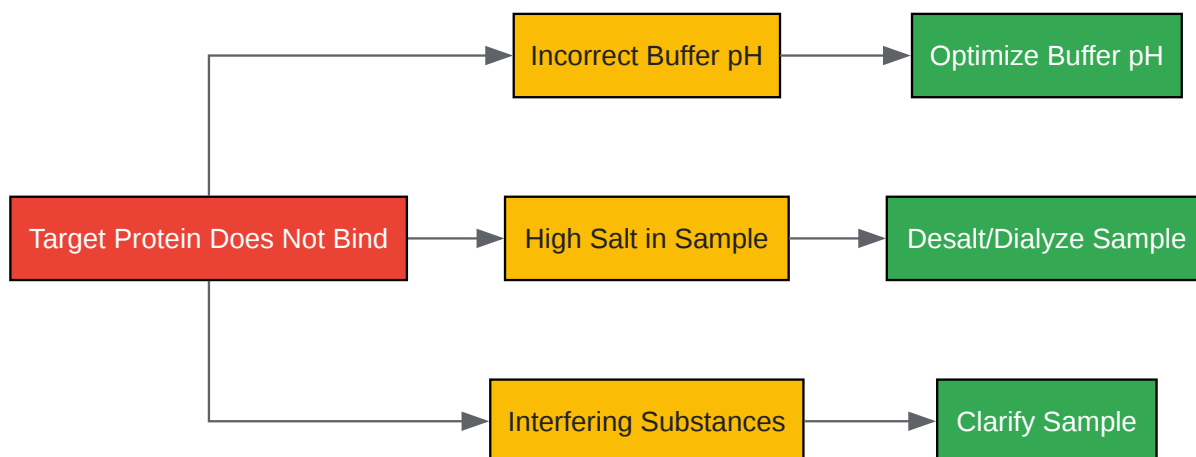 Incorrect Buffer pH
Optimize Buffer pH
Target Protein Does Not Bind
High Salt in Sample
Desalt/Dialyze Sample
Interfering Substances
Clarify Sample